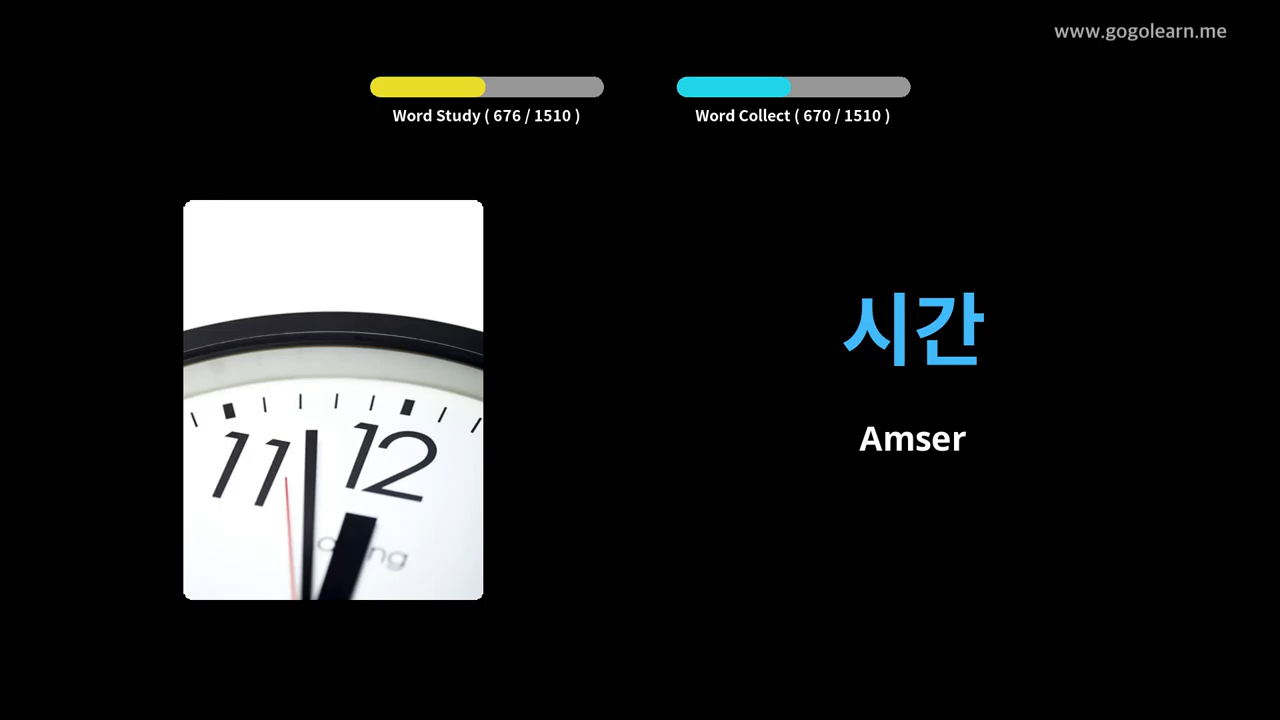 www.gogolearn.me
Word Study ( 676 / 1510 )
Word Collect ( 670 / 1510 )
11
12
시간
Amser